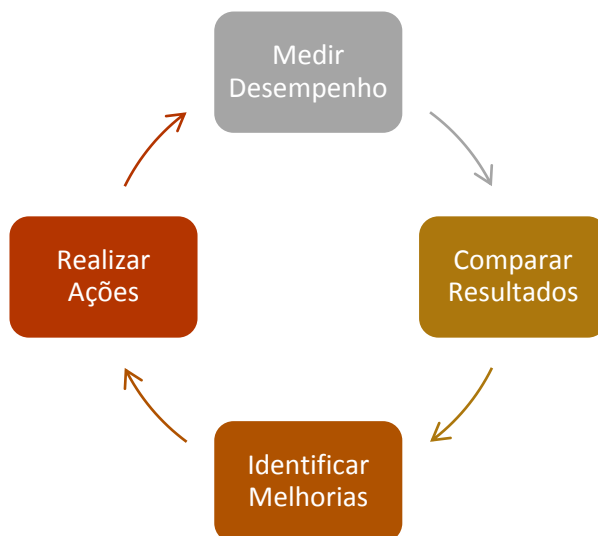 Medir
Desempenho
Comparar
Resultados
Identificar
Melhorias
Realizar
Ações